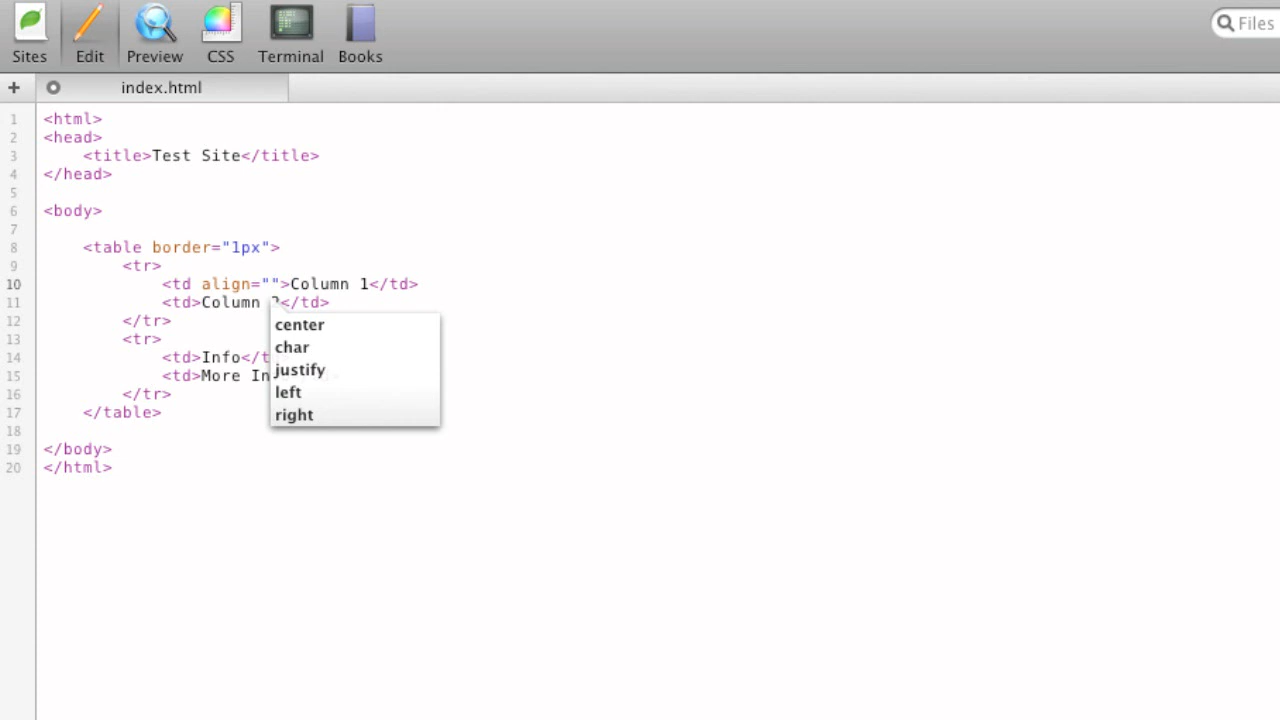 Sites Edit Preview CSS Terminal Books Files
+ index.html
1 <html>
2 <head>
3 <title>Test Site</title>
4 </head>
5
6 <body>
7
8 <table border="1px">
9 <tr>
10 <td align="">Column 1</td>
11 <td>Column 2</td>
12 </tr>
13 <tr>
14 <td>Info</t
15 <td>More In
16 </tr>
17 </table>
18
19 </body>
20 </html>
center
char
justify
left
right